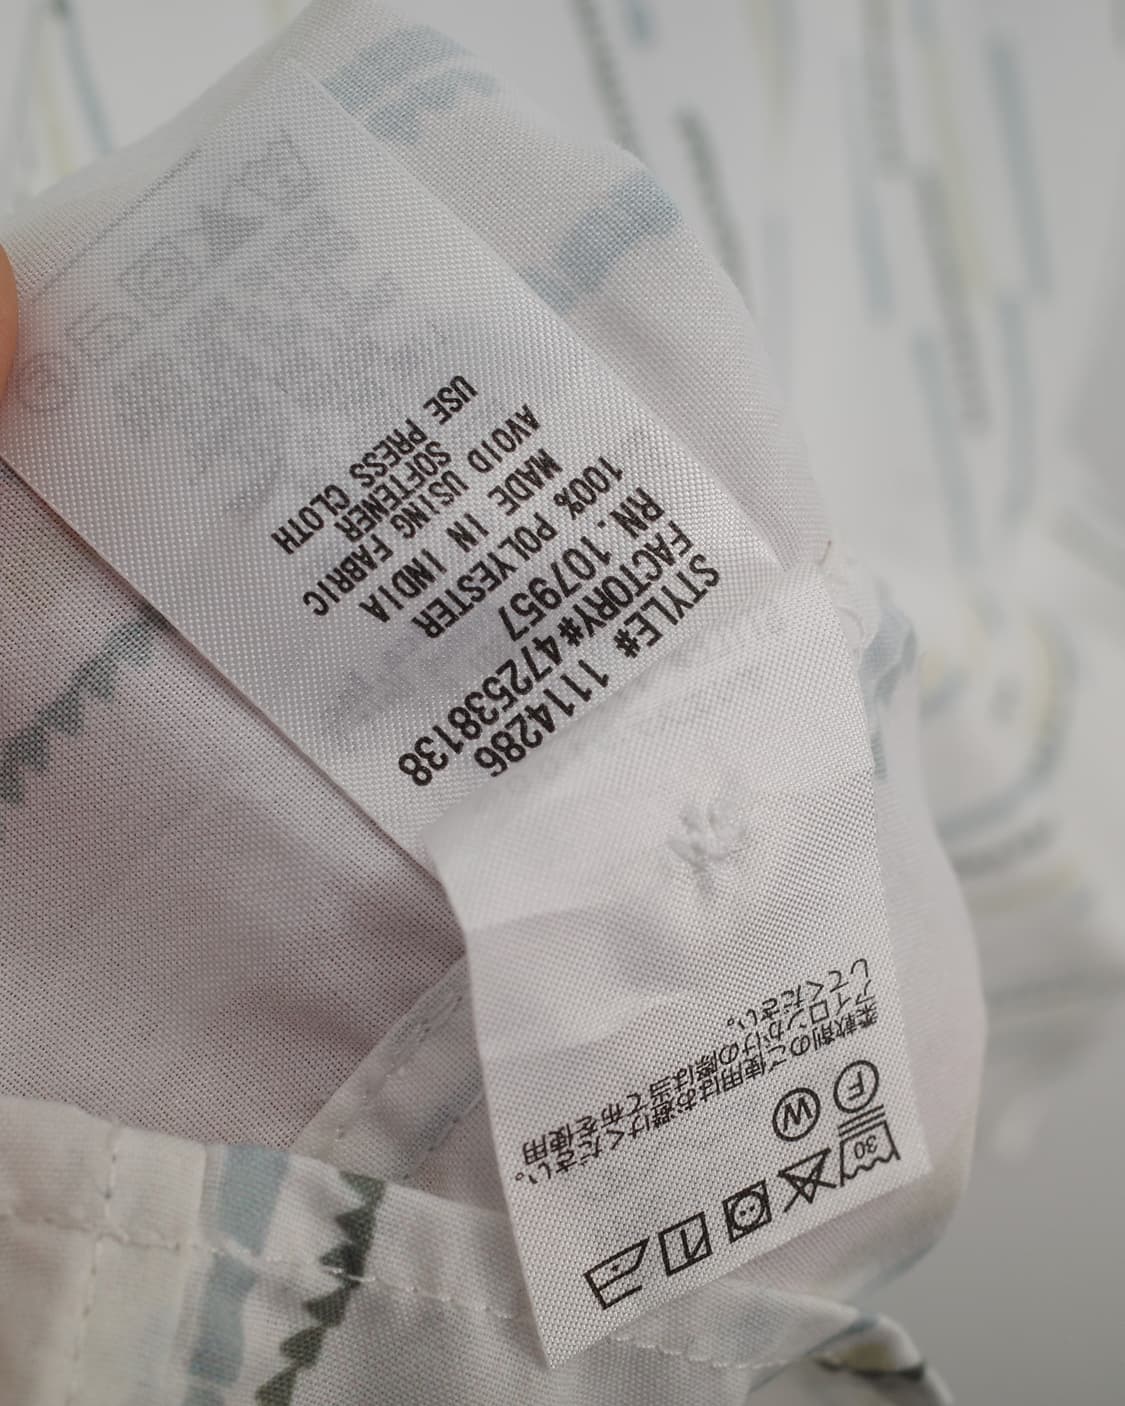 STYLE# 1114286
FACTORY#472538138
RN. 107957
100% POLYESTER
MADE IN INDIA
AVOID USING FABRIC
SOFTENER
USE PRESS CLOTH
30
F
W
柔軟剤のご使用はお避けください。
アイロンがけの際は当て布を使用
してください。